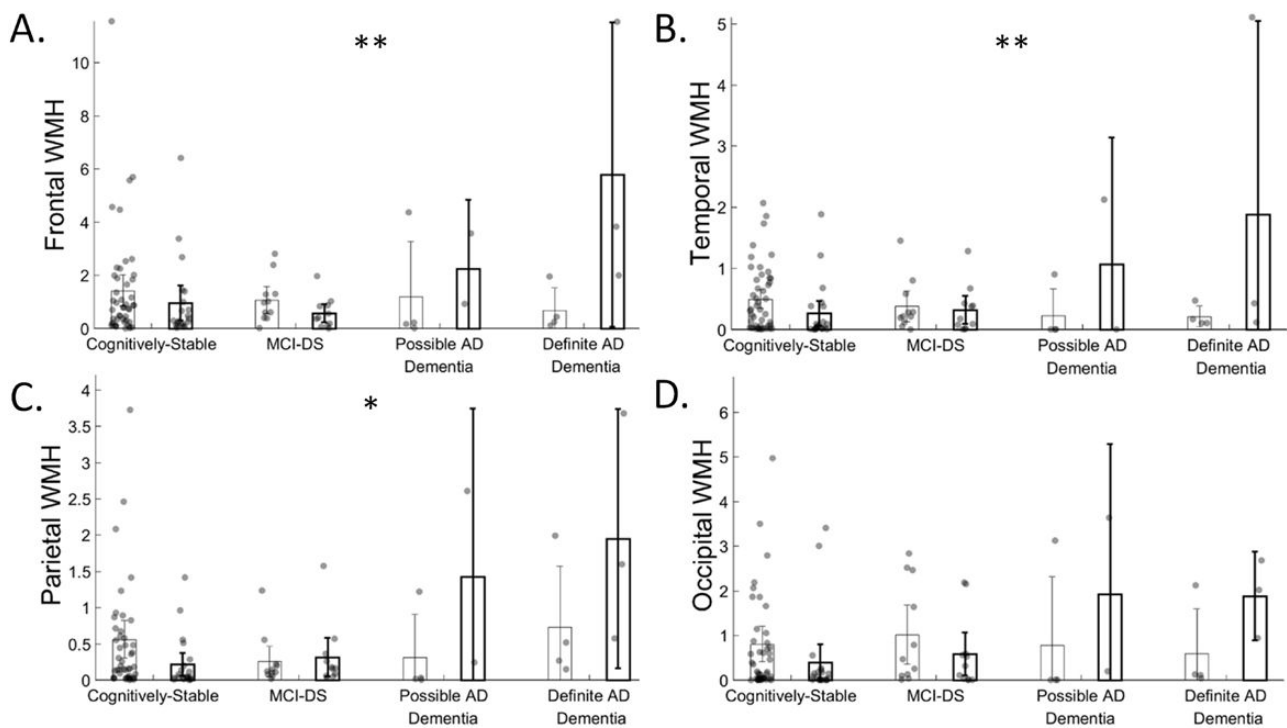 A.
**
Frontal WMH
10
8
6
4
2
0
Cognitively-Stable MCI-DS Possible AD Dementia Definite AD Dementia
B.
**
Temporal WMH
5
4
3
2
1
0
Cognitively-Stable MCI-DS Possible AD Dementia Definite AD Dementia
C.
*
Parietal WMH
4
3.5
3
2.5
2
1.5
1
0.5
0
Cognitively-Stable MCI-DS Possible AD Dementia Definite AD Dementia
D.
Occipital WMH
6
5
4
3
2
1
0
Cognitively-Stable MCI-DS Possible AD Dementia Definite AD Dementia